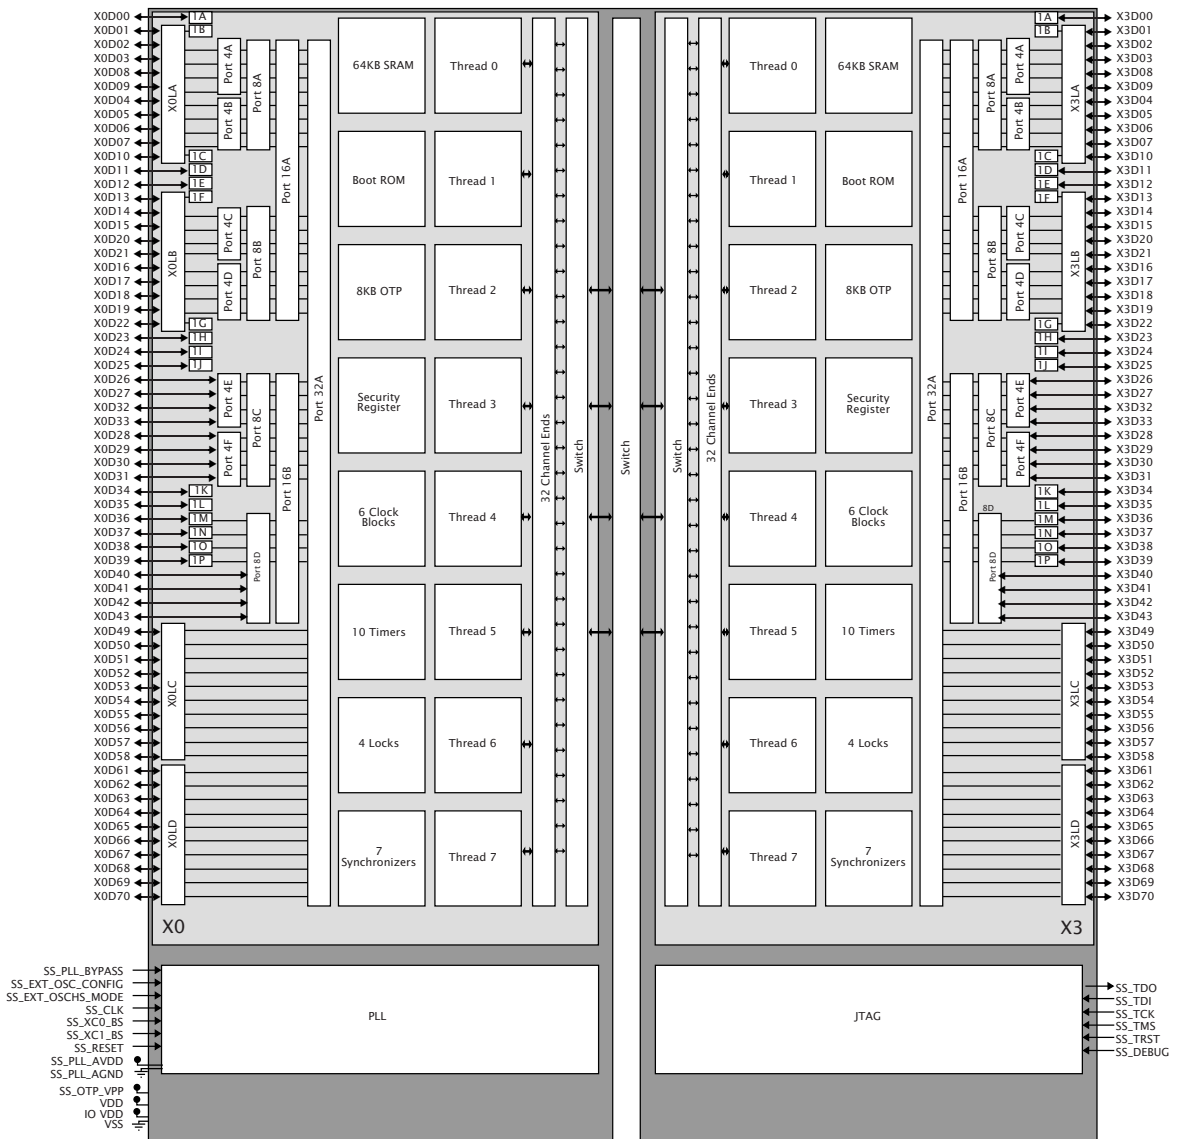 X0D00
X0D01
X0D02
X0D03
X0D08
X0D09
X0D04
X0D05
X0D06
X0D07
X0D10
X0D11
X0D12
X0D13
X0D14
X0D15
X0D20
X0D21
X0D16
X0D17
X0D18
X0D19
X0D22
X0D23
X0D24
X0D25
X0D26
X0D27
X0D32
X0D33
X0D28
X0D29
X0D30
X0D31
X0D34
X0D35
X0D36
X0D37
X0D38
X0D39
X0D40
X0D41
X0D42
X0D43
X0D49
X0D50
X0D51
X0D52
X0D53
X0D54
X0D55
X0D56
X0D57
X0D58
X0D61
X0D62
X0D63
X0D64
X0D65
X0D66
X0D67
X0D68
X0D69
X0D70
X0LA
X0LB
X0LC
X0LD
1A
1B
1C
1D
1E
1F
1G
1H
1I
1J
1K
1L
1M
1N
1O
1P
Port 4A
Port 4B
Port 4C
Port 4D
Port 4E
Port 4F
Port 8A
Port 8B
Port 8C
Port 8D
Port 16A
Port 16B
Port 32A
64KB SRAM
Boot ROM
8KB OTP
Security
Register
6 Clock
Blocks
10 Timers
4 Locks
7
Synchronizers
Thread 0
Thread 1
Thread 2
Thread 3
Thread 4
Thread 5
Thread 6
Thread 7
32 Channel Ends
Switch
Switch
Switch
32 Channel Ends
Thread 0
Thread 1
Thread 2
Thread 3
Thread 4
Thread 5
Thread 6
Thread 7
64KB SRAM
Boot ROM
8KB OTP
Security
Register
6 Clock
Blocks
10 Timers
4 Locks
7
Synchronizers
Port 32A
Port 16A
Port 16B
Port 8A
Port 8B
Port 8C
8D
Port 8D
Port 4A
Port 4B
Port 4C
Port 4D
Port 4E
Port 4F
1A
1B
1C
1D
1E
1F
1G
1H
1I
1J
1K
1L
1M
1N
1O
1P
X3LA
X3LB
X3LC
X3LD
X3D00
X3D01
X3D02
X3D03
X3D08
X3D09
X3D04
X3D05
X3D06
X3D07
X3D10
X3D11
X3D12
X3D13
X3D14
X3D15
X3D20
X3D21
X3D16
X3D17
X3D18
X3D19
X3D22
X3D23
X3D24
X3D25
X3D26
X3D27
X3D32
X3D33
X3D28
X3D29
X3D30
X3D31
X3D34
X3D35
X3D36
X3D37
X3D38
X3D39
X3D40
X3D41
X3D42
X3D43
X3D49
X3D50
X3D51
X3D52
X3D53
X3D54
X3D55
X3D56
X3D57
X3D58
X3D61
X3D62
X3D63
X3D64
X3D65
X3D66
X3D67
X3D68
X3D69
X3D70
X0
X3
SS_PLL_BYPASS
SS_EXT_OSC_CONFIG
SS_EXT_OSCHS_MODE
SS_CLK
SS_XC0_BS
SS_XC1_BS
SS_RESET
SS_PLL_AVDD
SS_PLL_AGND
SS_OTP_VPP
VDD
IO VDD
VSS
PLL
JTAG
SS_TDO
SS_TDI
SS_TCK
SS_TMS
SS_TRST
SS_DEBUG